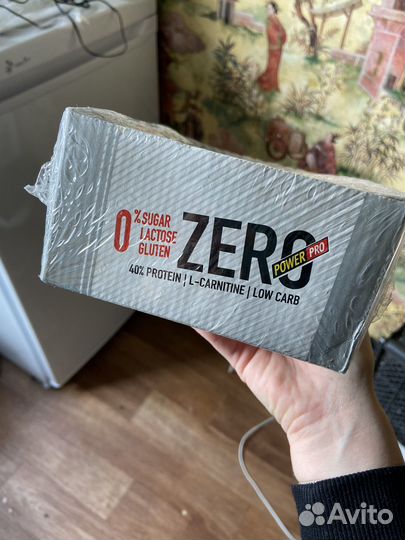 0% SUGAR
LACTOSE
GLUTEN
ZERO
POWER PRO
40% PROTEIN | L-CARNITINE | LOW CARB
Avito